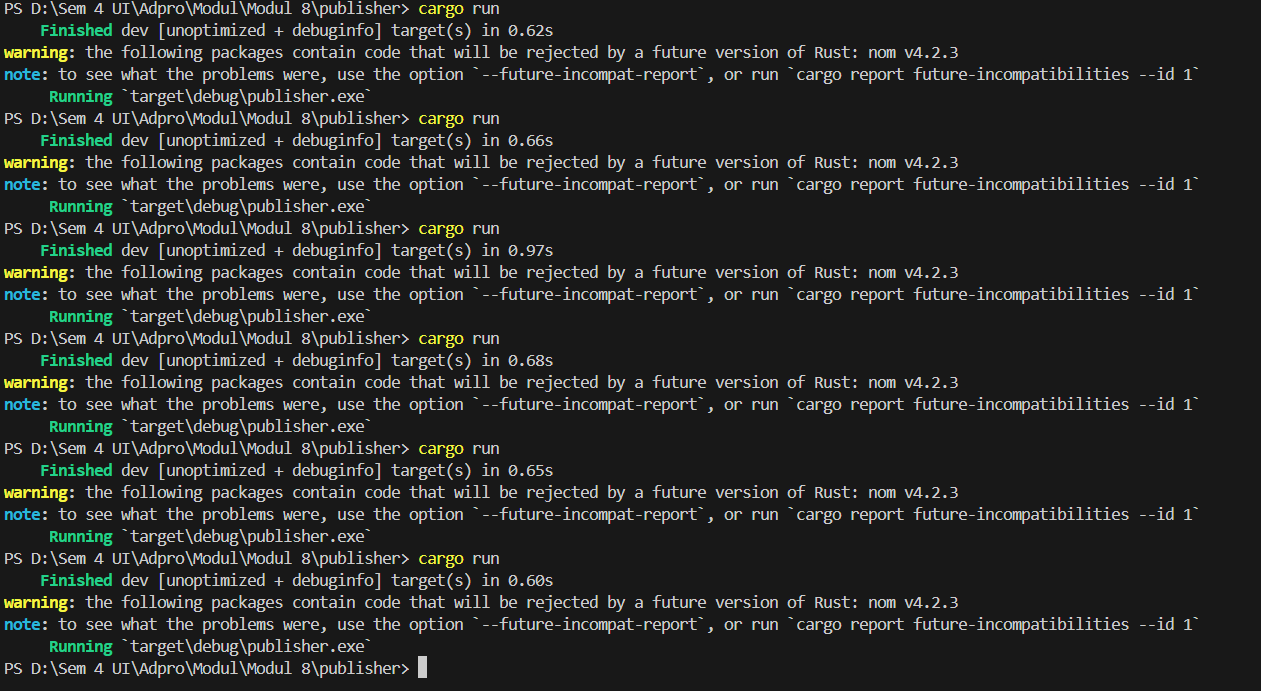 PS D:\Sem 4 UI\Adpro\Modul\Modul 8\publisher> cargo run
    Finished dev [unoptimized + debuginfo] target(s) in 0.62s
warning: the following packages contain code that will be rejected by a future version of Rust: nom v4.2.3
note: to see what the problems were, use the option `--future-incompat-report`, or run `cargo report future-incompatibilities --id 1`
     Running `target\debug\publisher.exe`
PS D:\Sem 4 UI\Adpro\Modul\Modul 8\publisher> cargo run
    Finished dev [unoptimized + debuginfo] target(s) in 0.66s
warning: the following packages contain code that will be rejected by a future version of Rust: nom v4.2.3
note: to see what the problems were, use the option `--future-incompat-report`, or run `cargo report future-incompatibilities --id 1`
     Running `target\debug\publisher.exe`
PS D:\Sem 4 UI\Adpro\Modul\Modul 8\publisher> cargo run
    Finished dev [unoptimized + debuginfo] target(s) in 0.97s
warning: the following packages contain code that will be rejected by a future version of Rust: nom v4.2.3
note: to see what the problems were, use the option `--future-incompat-report`, or run `cargo report future-incompatibilities --id 1`
     Running `target\debug\publisher.exe`
PS D:\Sem 4 UI\Adpro\Modul\Modul 8\publisher> cargo run
    Finished dev [unoptimized + debuginfo] target(s) in 0.68s
warning: the following packages contain code that will be rejected by a future version of Rust: nom v4.2.3
note: to see what the problems were, use the option `--future-incompat-report`, or run `cargo report future-incompatibilities --id 1`
     Running `target\debug\publisher.exe`
PS D:\Sem 4 UI\Adpro\Modul\Modul 8\publisher> cargo run
    Finished dev [unoptimized + debuginfo] target(s) in 0.65s
warning: the following packages contain code that will be rejected by a future version of Rust: nom v4.2.3
note: to see what the problems were, use the option `--future-incompat-report`, or run `cargo report future-incompatibilities --id 1`
     Running `target\debug\publisher.exe`
PS D:\Sem 4 UI\Adpro\Modul\Modul 8\publisher> cargo run
    Finished dev [unoptimized + debuginfo] target(s) in 0.60s
warning: the following packages contain code that will be rejected by a future version of Rust: nom v4.2.3
note: to see what the problems were, use the option `--future-incompat-report`, or run `cargo report future-incompatibilities --id 1`
     Running `target\debug\publisher.exe`
PS D:\Sem 4 UI\Adpro\Modul\Modul 8\publisher>